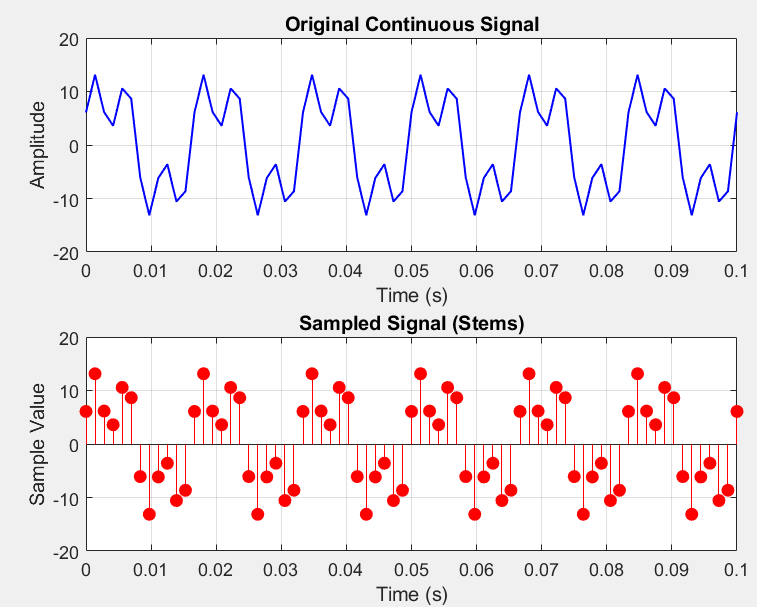 Original Continuous Signal
20
10
0
-10
-20
Amplitude
0 0.01 0.02 0.03 0.04 0.05 0.06 0.07 0.08 0.09 0.1
Time (s)
Sampled Signal (Stems)
20
10
0
-10
-20
Sample Value
0 0.01 0.02 0.03 0.04 0.05 0.06 0.07 0.08 0.09 0.1
Time (s)